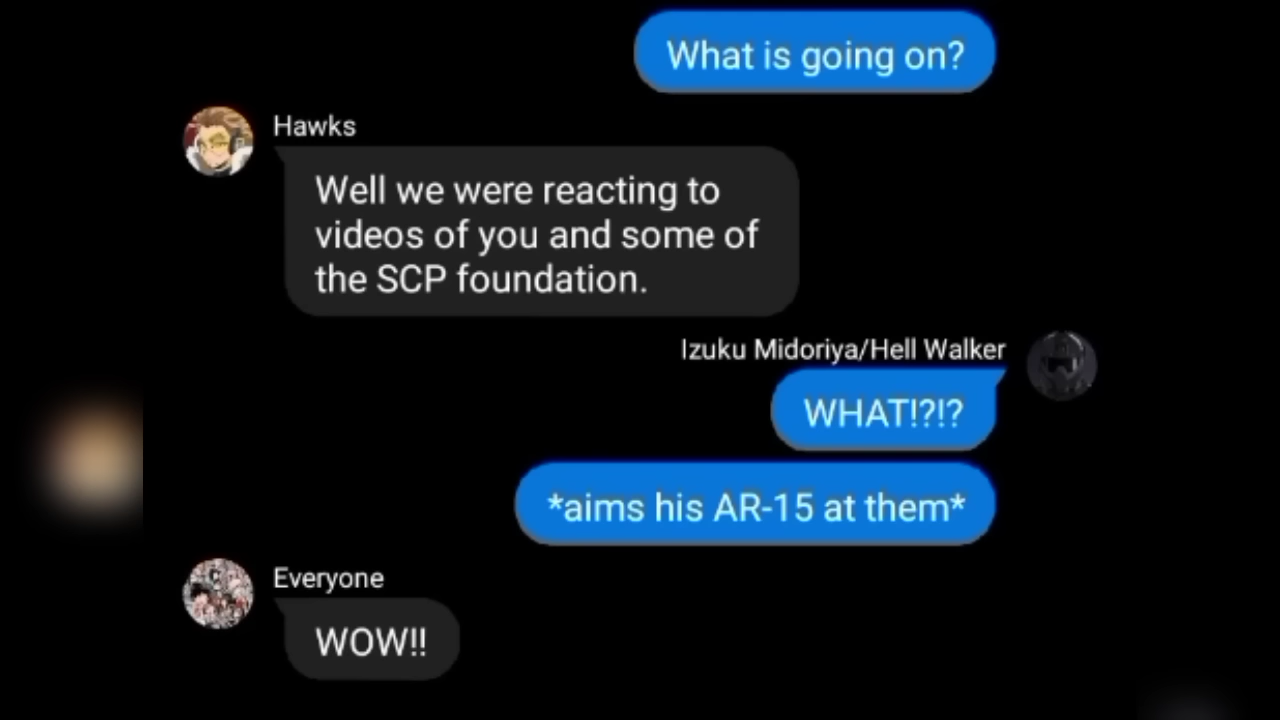 What is going on?
Hawks
Well we were reacting to
videos of you and some of
the SCP foundation.
Izuku Midoriya/Hell Walker
WHAT!?!?
*aims his AR-15 at them*
Everyone
WOW!!